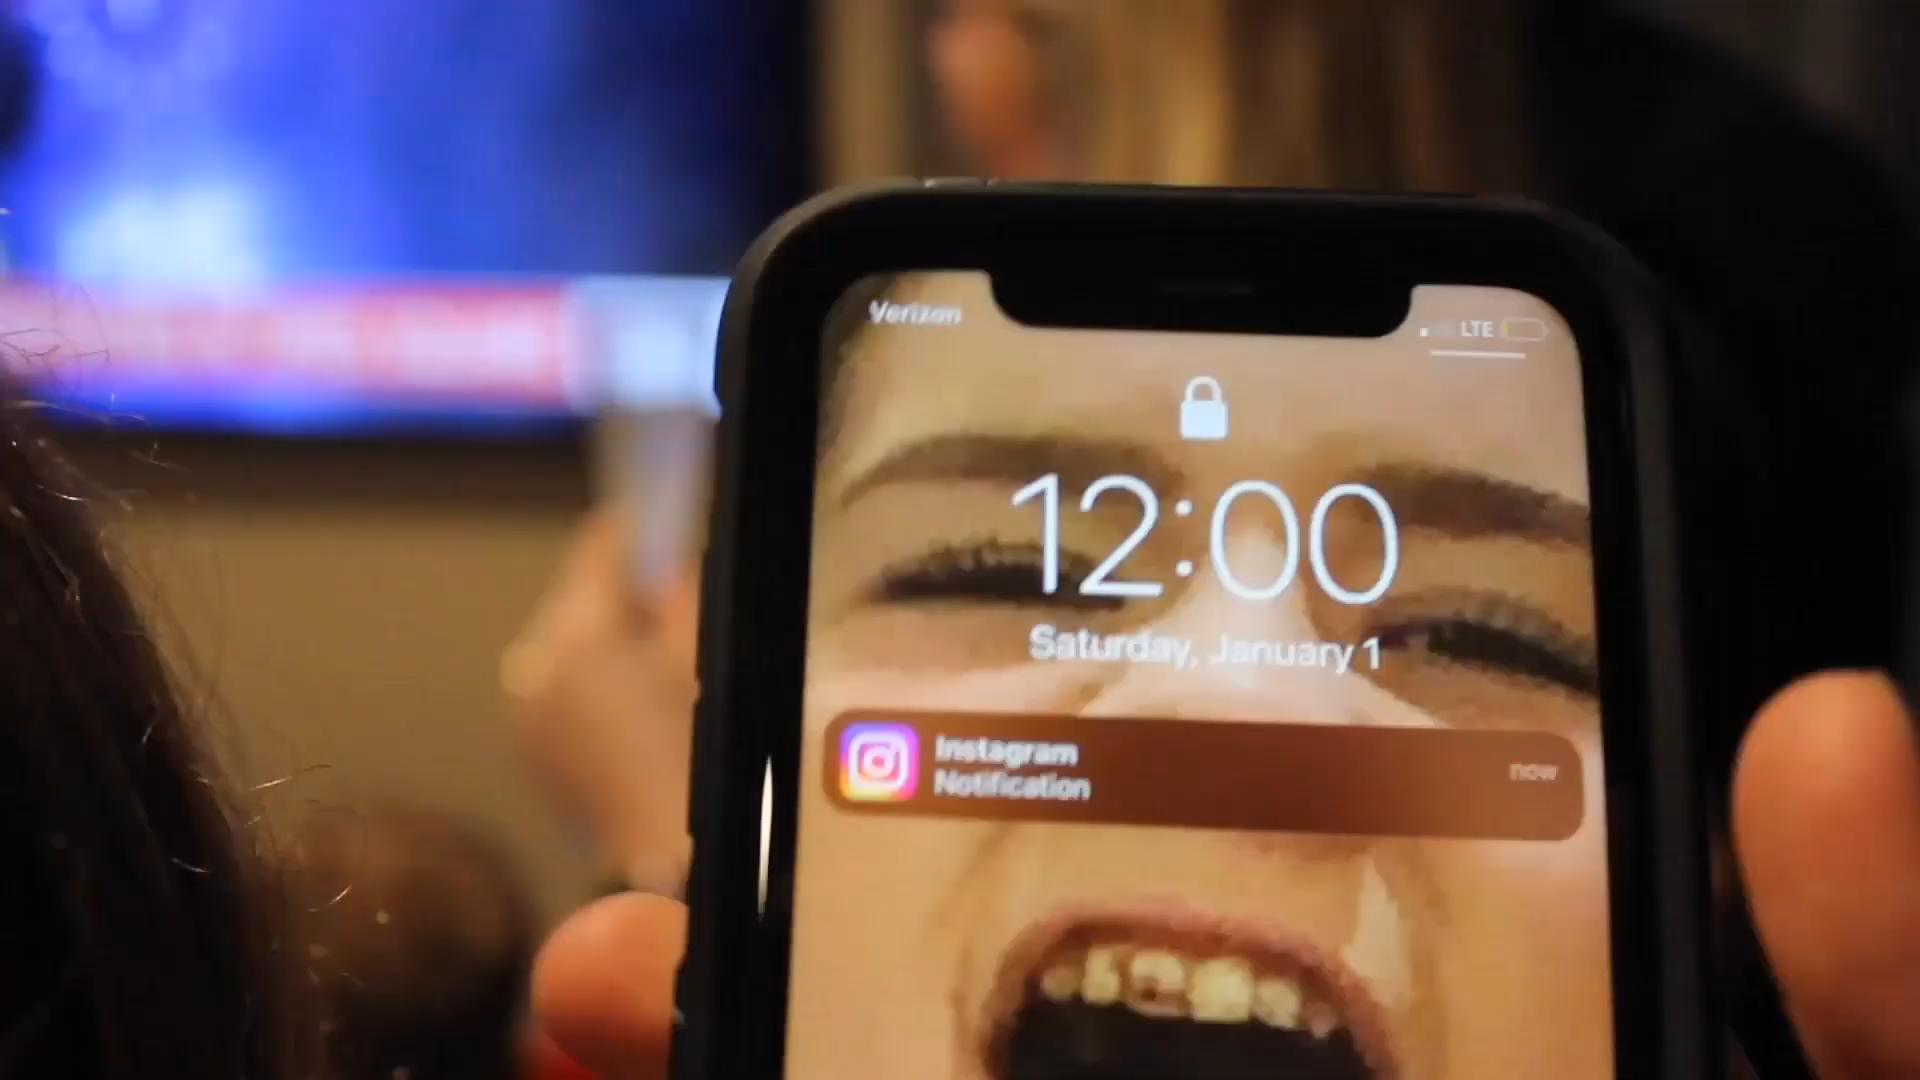 Verizon
LTE
12:00
Saturday, January 1
Instagram
now
Notification